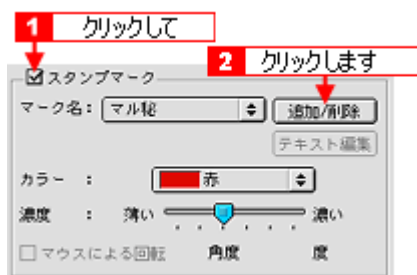 1 クリックして
2 クリックします
スタンプマーク
マーク名： マル秘 追加/削除
テキスト編集
カラー ： 赤
濃度 ： 薄い 濃い
マウスによる回転 角度 度